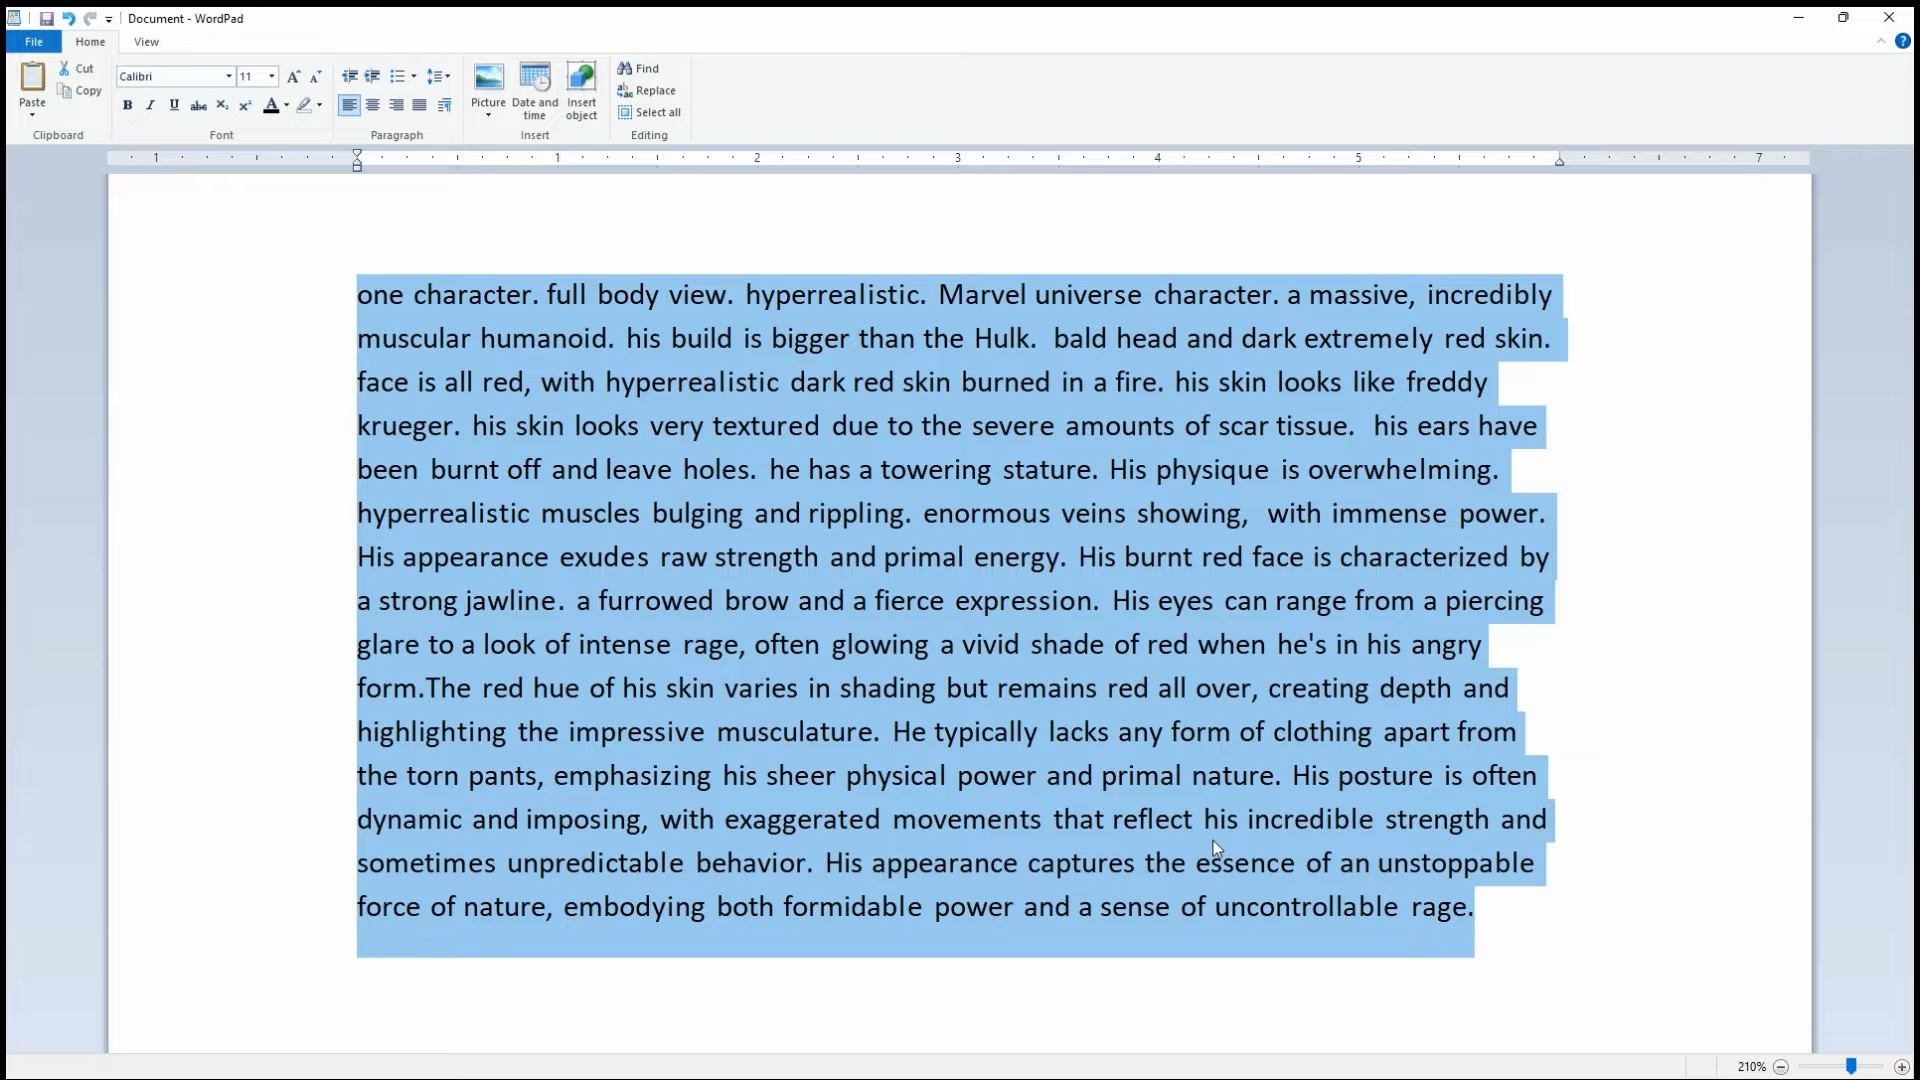 Document - WordPad
File Home View
Paste Cut Copy Clipboard
Calibri 11 Font
Paragraph
Picture Date and time Insert object Insert
Find Replace Select all Editing
1 1 2 3 4 5 7
one character. full body view. hyperrealistic. Marvel universe character. a massive, incredibly
muscular humanoid. his build is bigger than the Hulk. bald head and dark extremely red skin.
face is all red, with hyperrealistic dark red skin burned in a fire. his skin looks like freddy
krueger. his skin looks very textured due to the severe amounts of scar tissue. his ears have
been burnt off and leave holes. he has a towering stature. His physique is overwhelming.
hyperrealistic muscles bulging and rippling. enormous veins showing, with immense power.
His appearance exudes raw strength and primal energy. His burnt red face is characterized by
a strong jawline. a furrowed brow and a fierce expression. His eyes can range from a piercing
glare to a look of intense rage, often glowing a vivid shade of red when he's in his angry
form.The red hue of his skin varies in shading but remains red all over, creating depth and
highlighting the impressive musculature. He typically lacks any form of clothing apart from
the torn pants, emphasizing his sheer physical power and primal nature. His posture is often
dynamic and imposing, with exaggerated movements that reflect his incredible strength and
sometimes unpredictable behavior. His appearance captures the essence of an unstoppable
force of nature, embodying both formidable power and a sense of uncontrollable rage.
210%